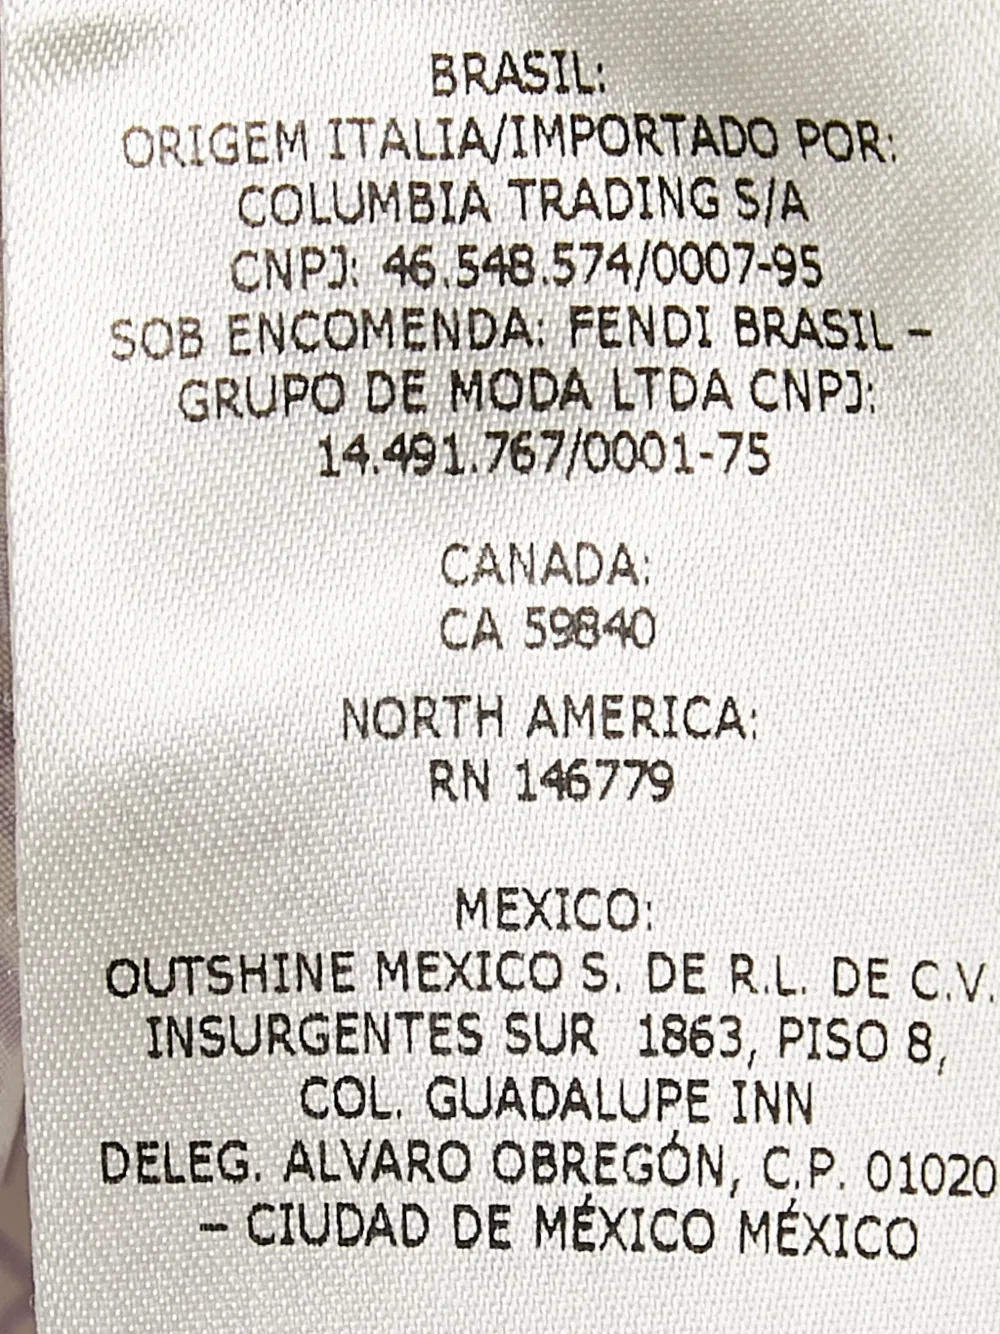 BRASIL:
ORIGEM ITALIA/IMPORTADO POR:
COLUMBIA TRADING S/A
CNPJ: 46.548.574/0007-95
SOB ENCOMENDA: FENDI BRASIL –
GRUPO DE MODA LTDA CNPJ:
14.491.767/0001-75
CANADA:
CA 59840
NORTH AMERICA:
RN 146779
MEXICO:
OUTSHINE MEXICO S. DE R.L. DE C.V.
INSURGENTES SUR 1863, PISO 8,
COL. GUADALUPE INN
DELEG. ALVARO OBREGÓN, C.P. 01020
– CIUDAD DE MÉXICO MÉXICO